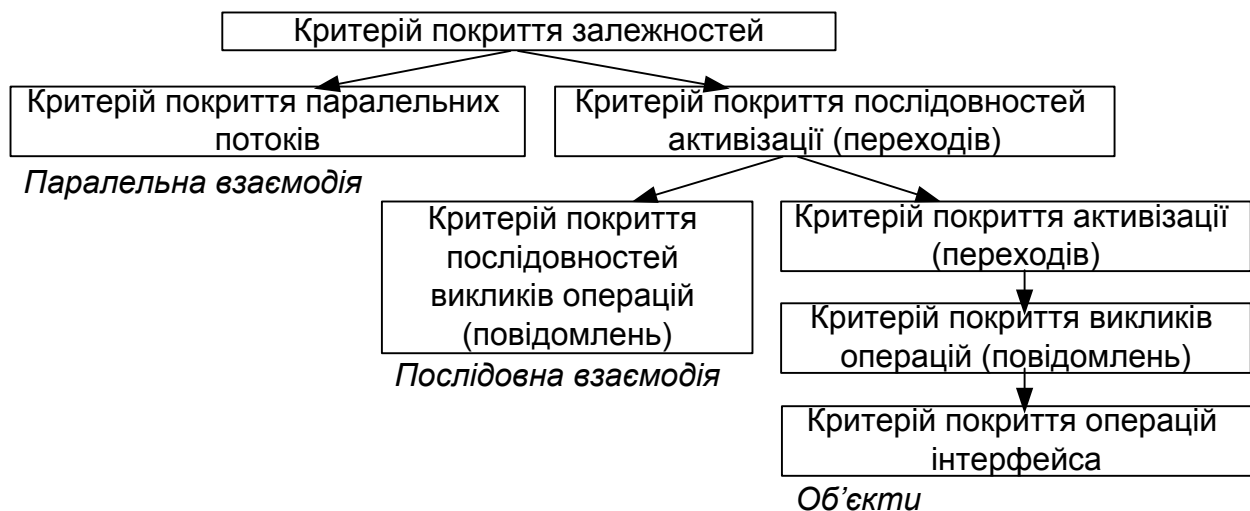 Критерій покриття залежностей
Критерій покриття паралельних
потоків
Паралельна взаємодія
Критерій покриття послідовностей
активізації (переходів)
Критерій покриття
послідовностей
викликів операцій
(повідомлень)
Послідовна взаємодія
Критерій покриття активізації
(переходів)
Критерій покриття викликів
операцій (повідомлень)
Критерій покриття операцій
інтерфейса
Об’єкти